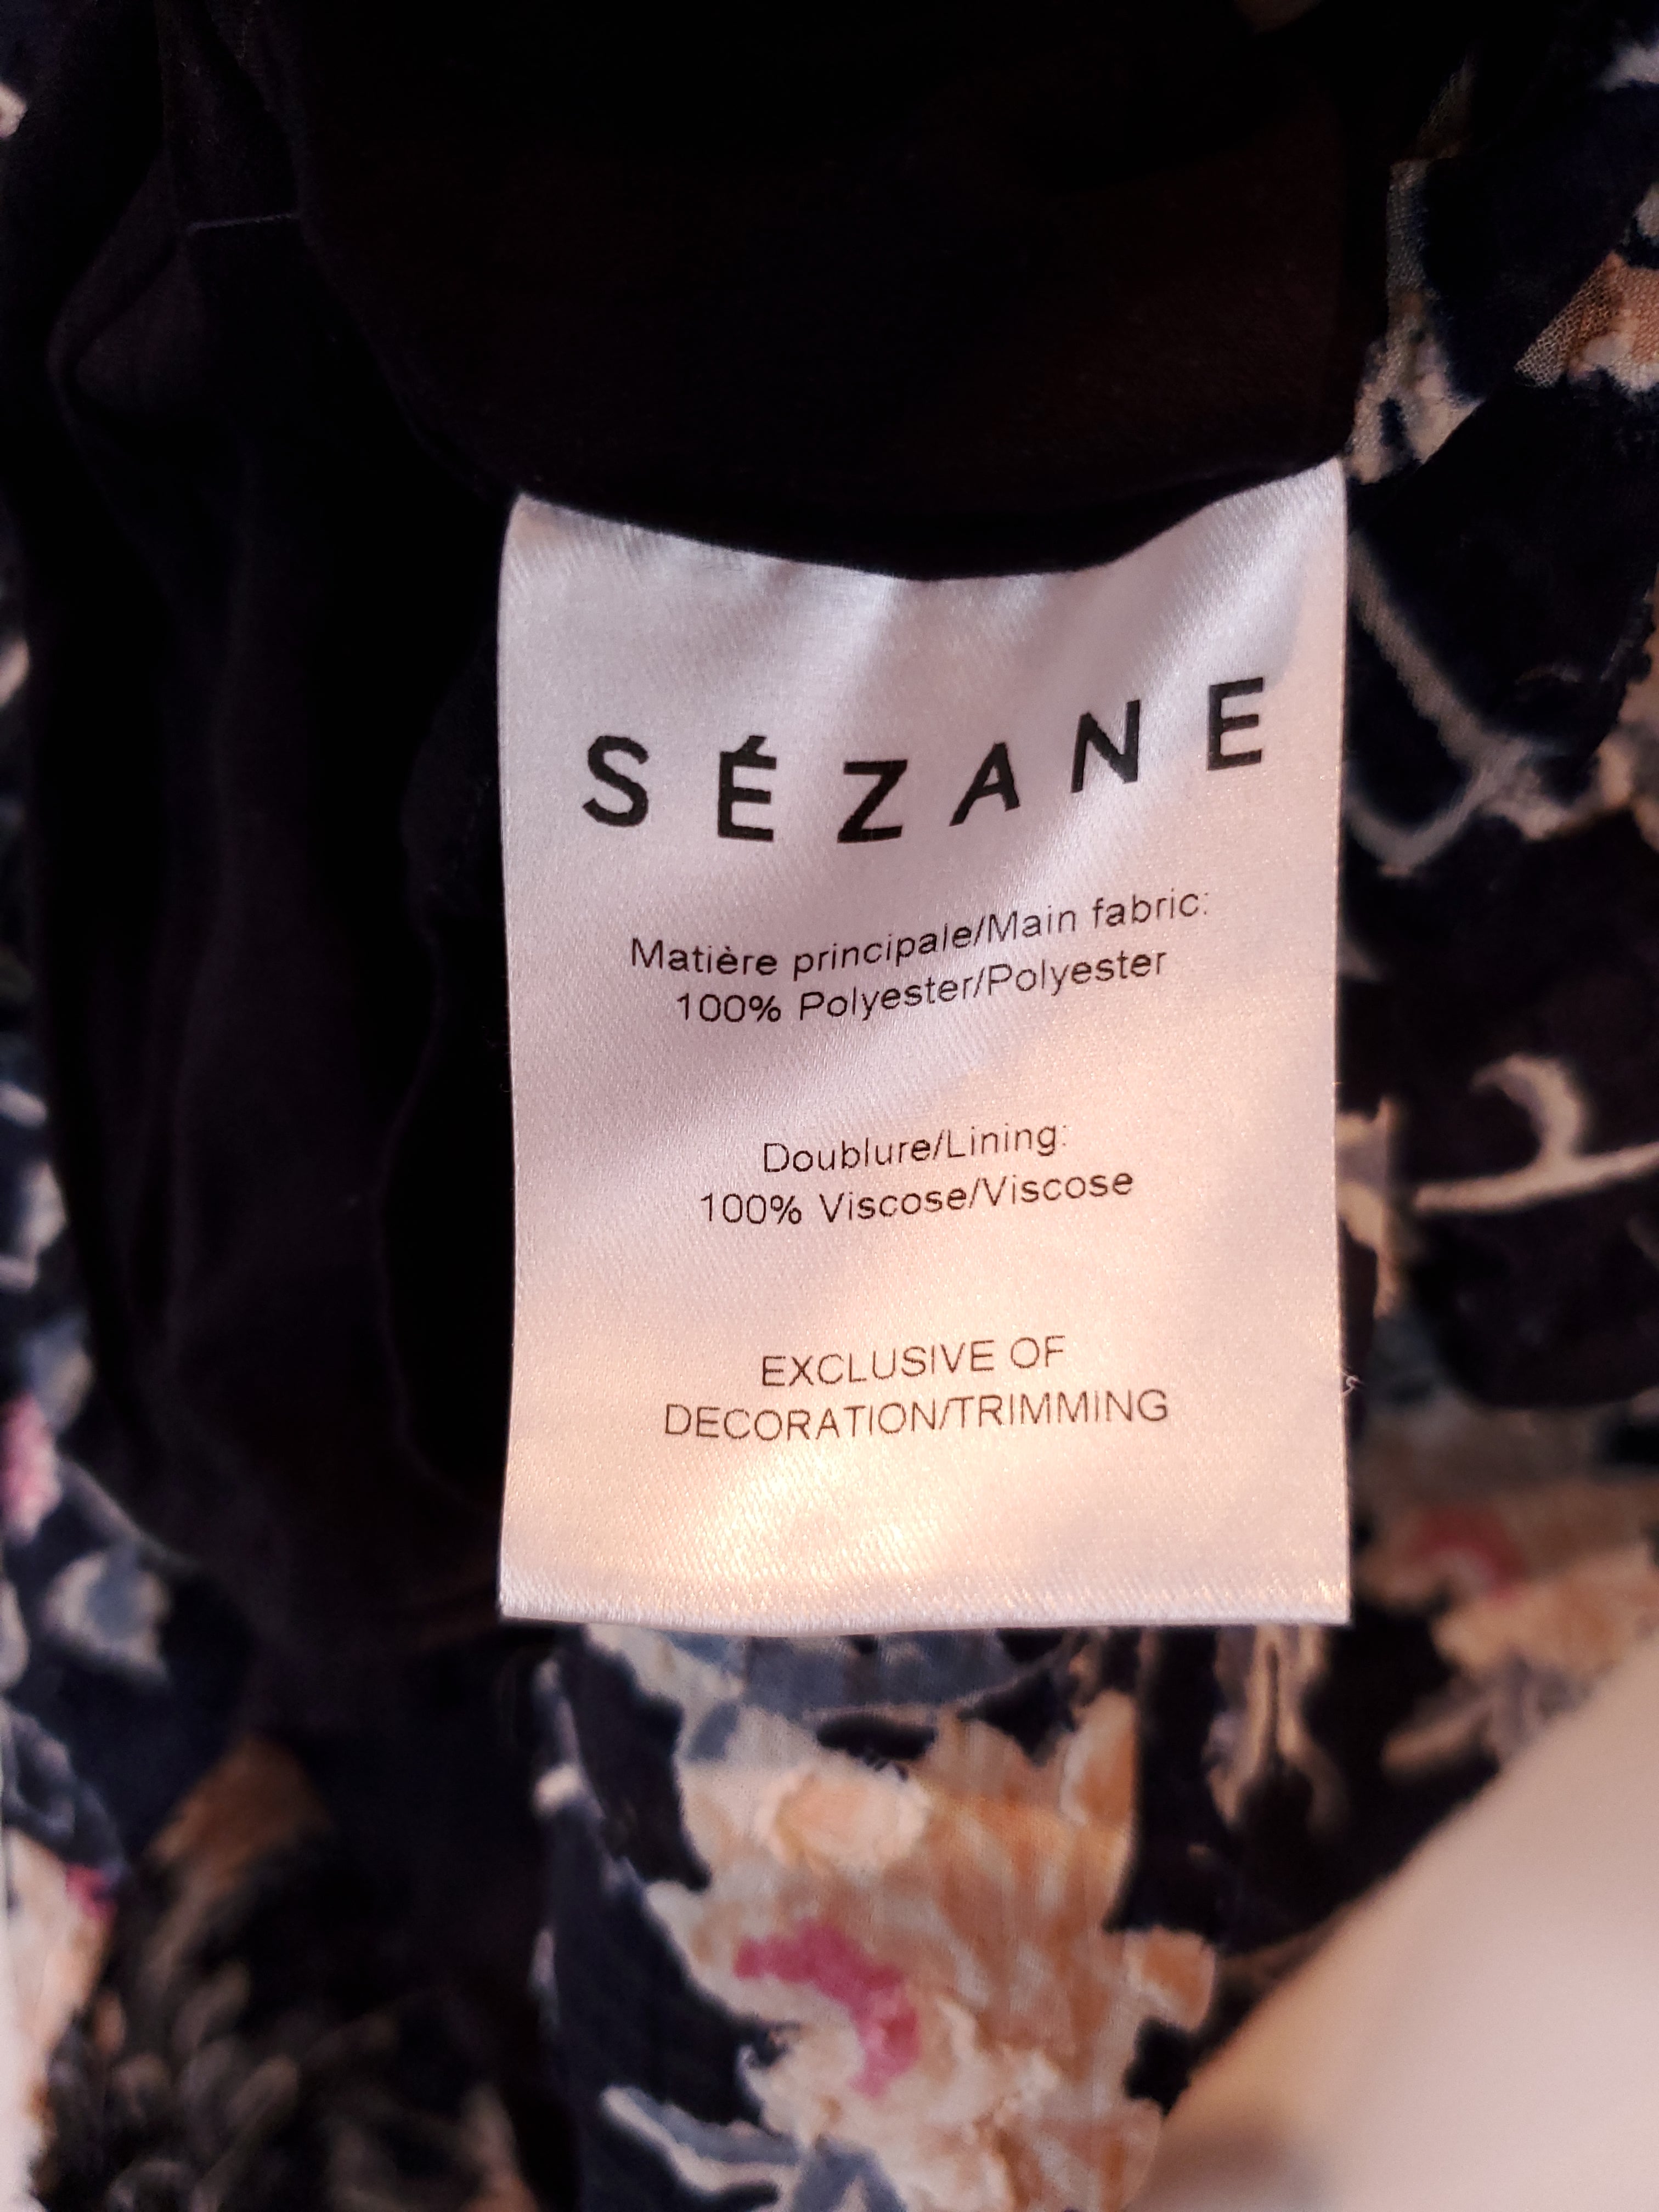 SÉZANE
Matière principale/Main fabric:
100% Polyester/Polyester
Doublure/Lining:
100% Viscose/Viscose
EXCLUSIVE OF
DECORATION/TRIMMING